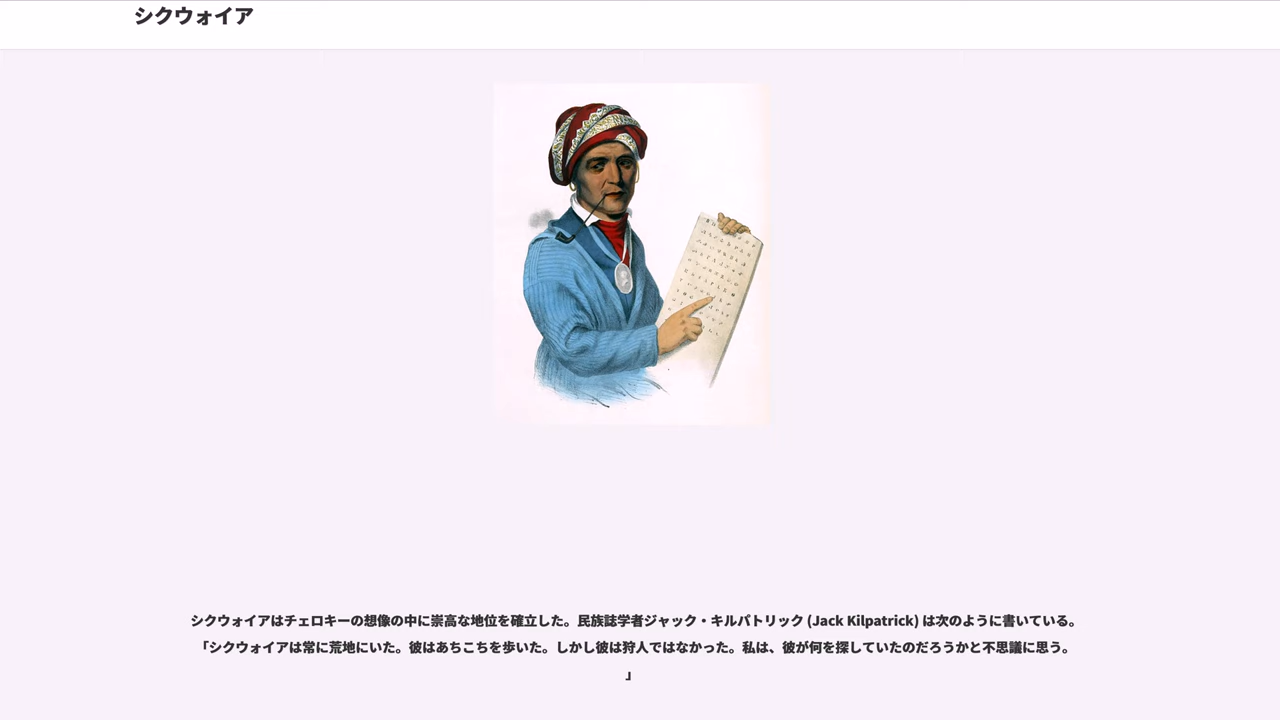 シクウォイア
シクウォイアはチェロキーの想像の中に崇高な地位を確立した。民族誌学者ジャック・キルパトリック (Jack Kilpatrick) は次のように書いている。
「シクウォイアは常に荒地にいた。彼はあちこちを歩いた。しかし彼は狩人ではなかった。私は、彼が何を探していたのだろうかと不思議に思う。
」